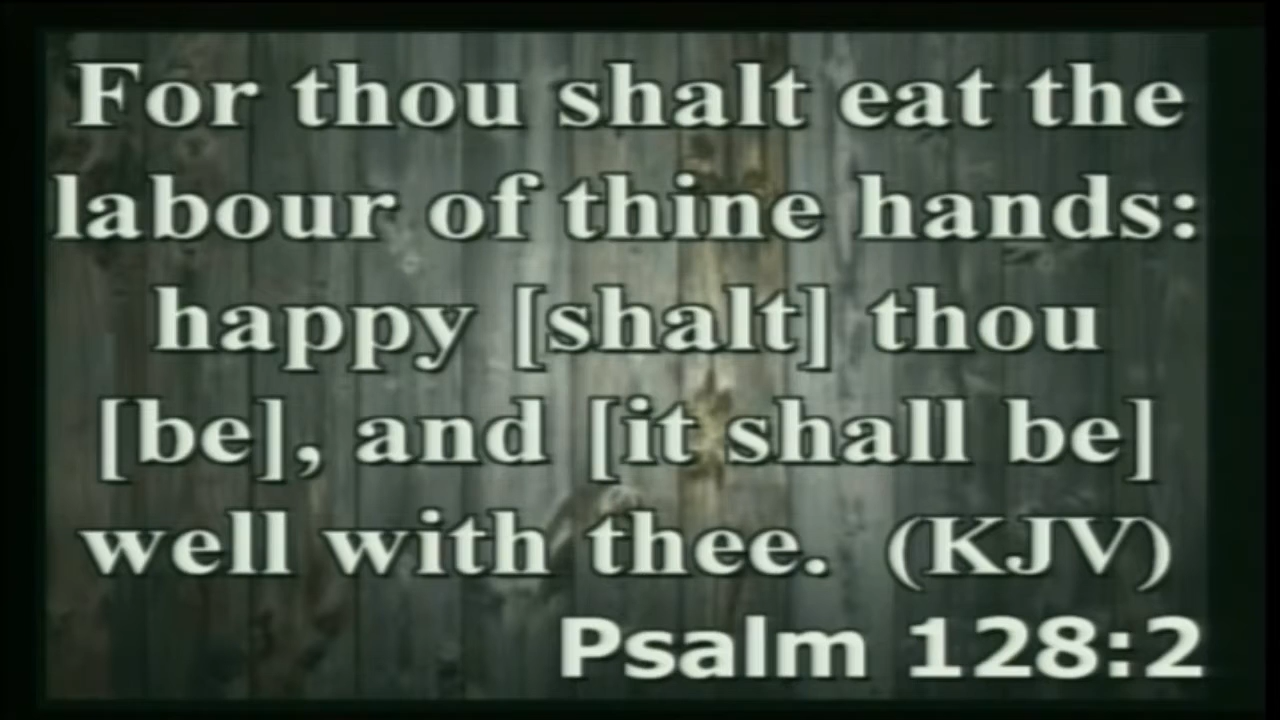 For thou shalt eat the
labour of thine hands:
happy [shalt] thou
[be], and [it shall be]
well with thee. (KJV)
Psalm 128:2